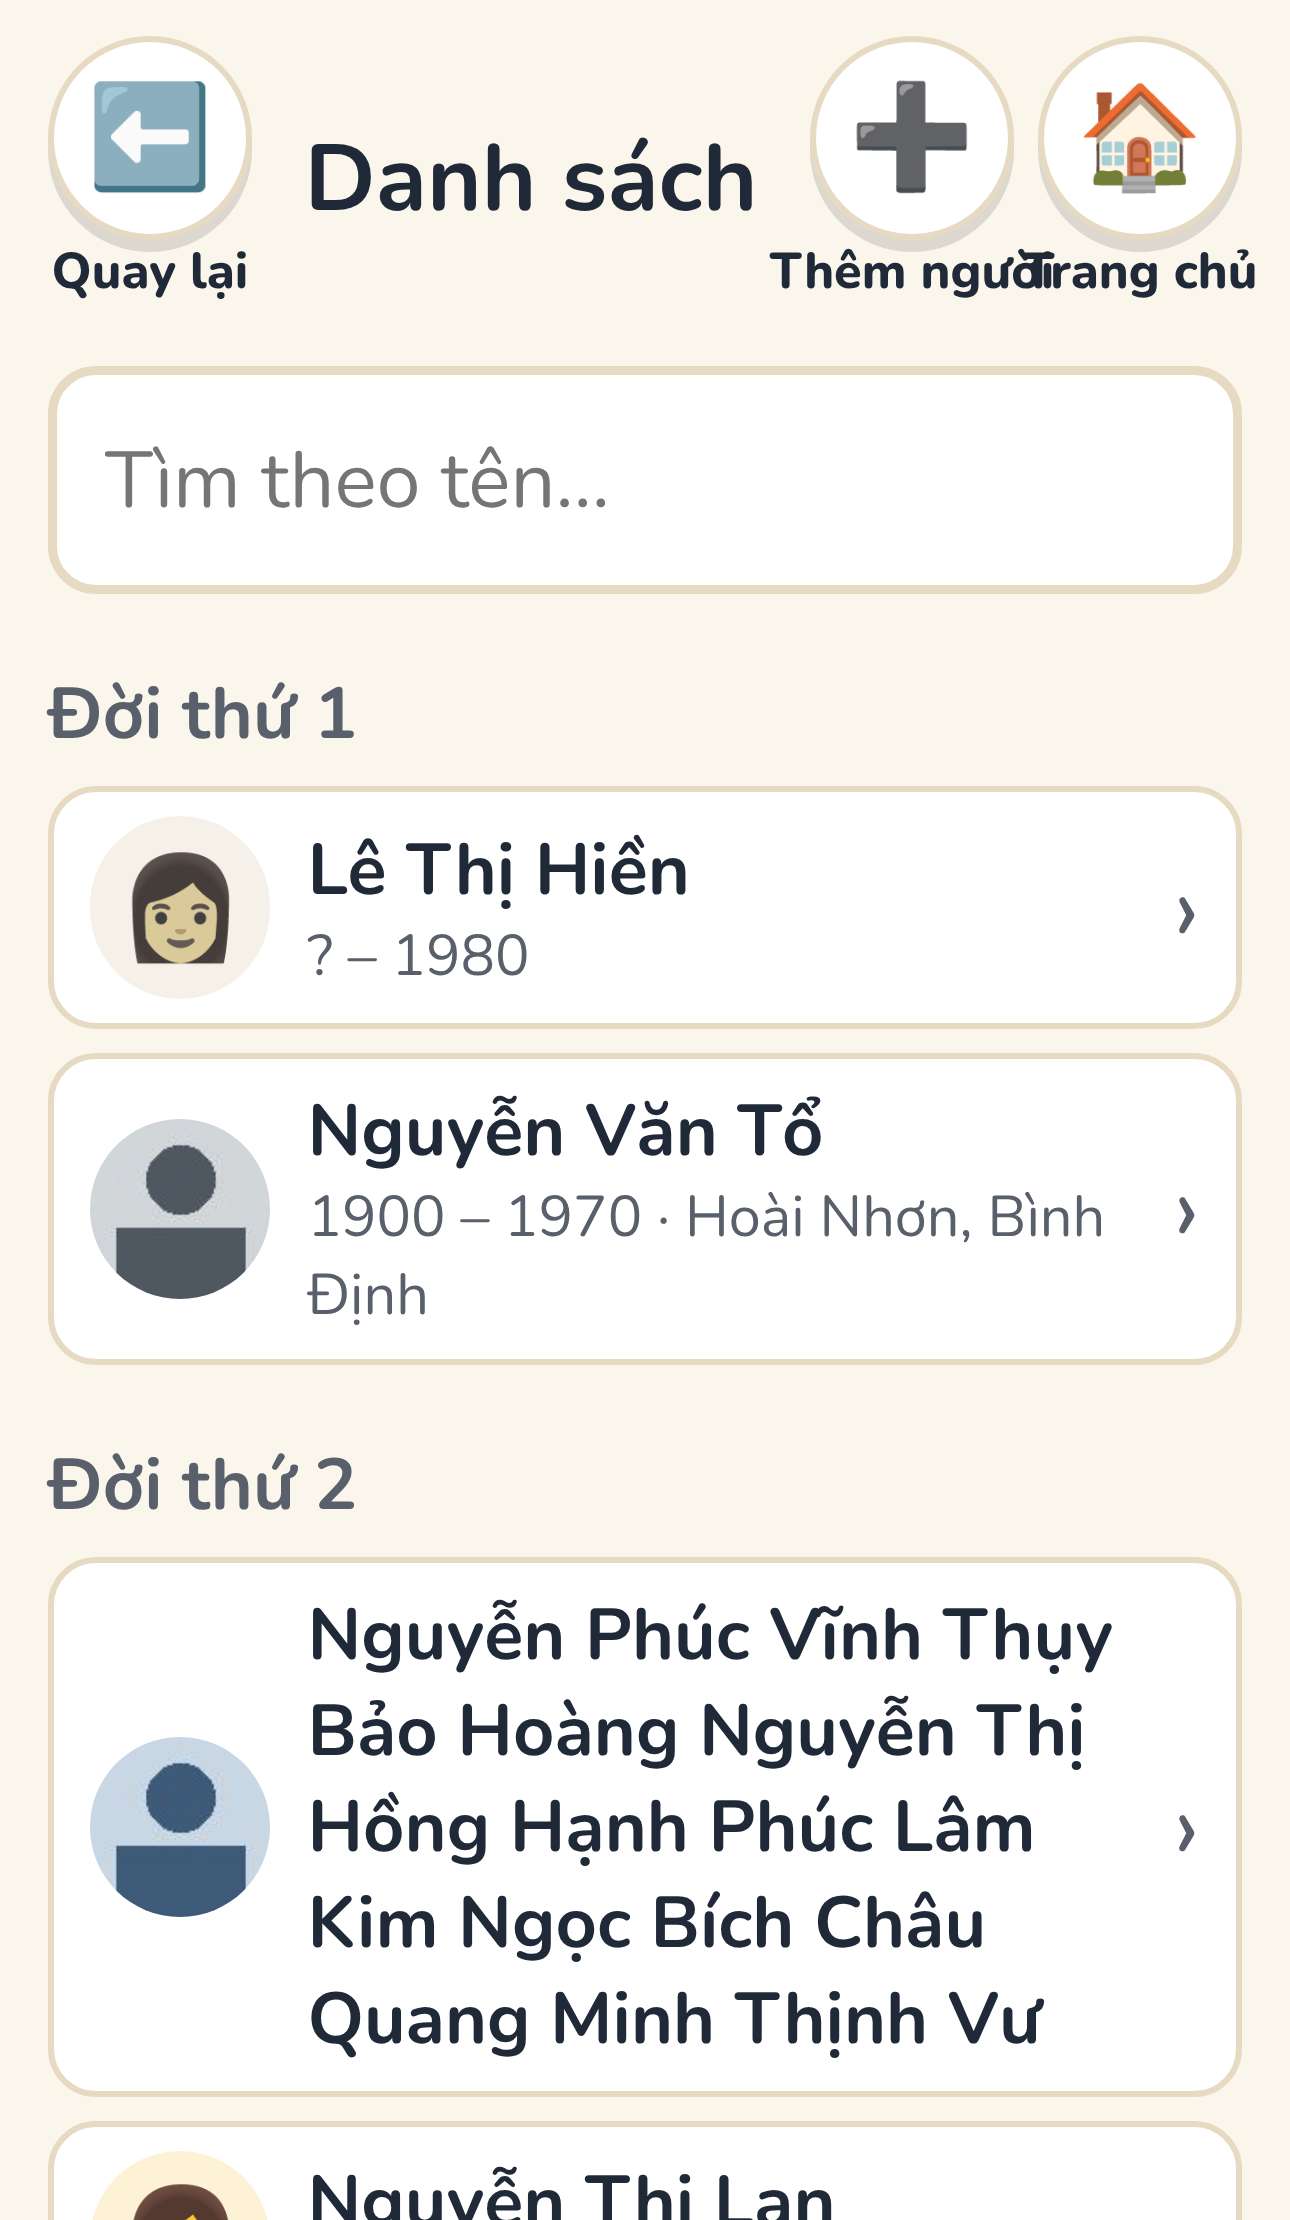 Danh sách
Quay lại
Thêm người
Trang chủ
Tìm theo tên...
Đời thứ 1
Lê Thị Hiền
? – 1980
Nguyễn Văn Tổ
1900 – 1970 · Hoài Nhơn, Bình
Định
Đời thứ 2
Nguyễn Phúc Vĩnh Thụy
Bảo Hoàng Nguyễn Thị
Hồng Hạnh Phúc Lâm
Kim Ngọc Bích Châu
Quang Minh Thịnh Vư
Nguyễn Thị Lan